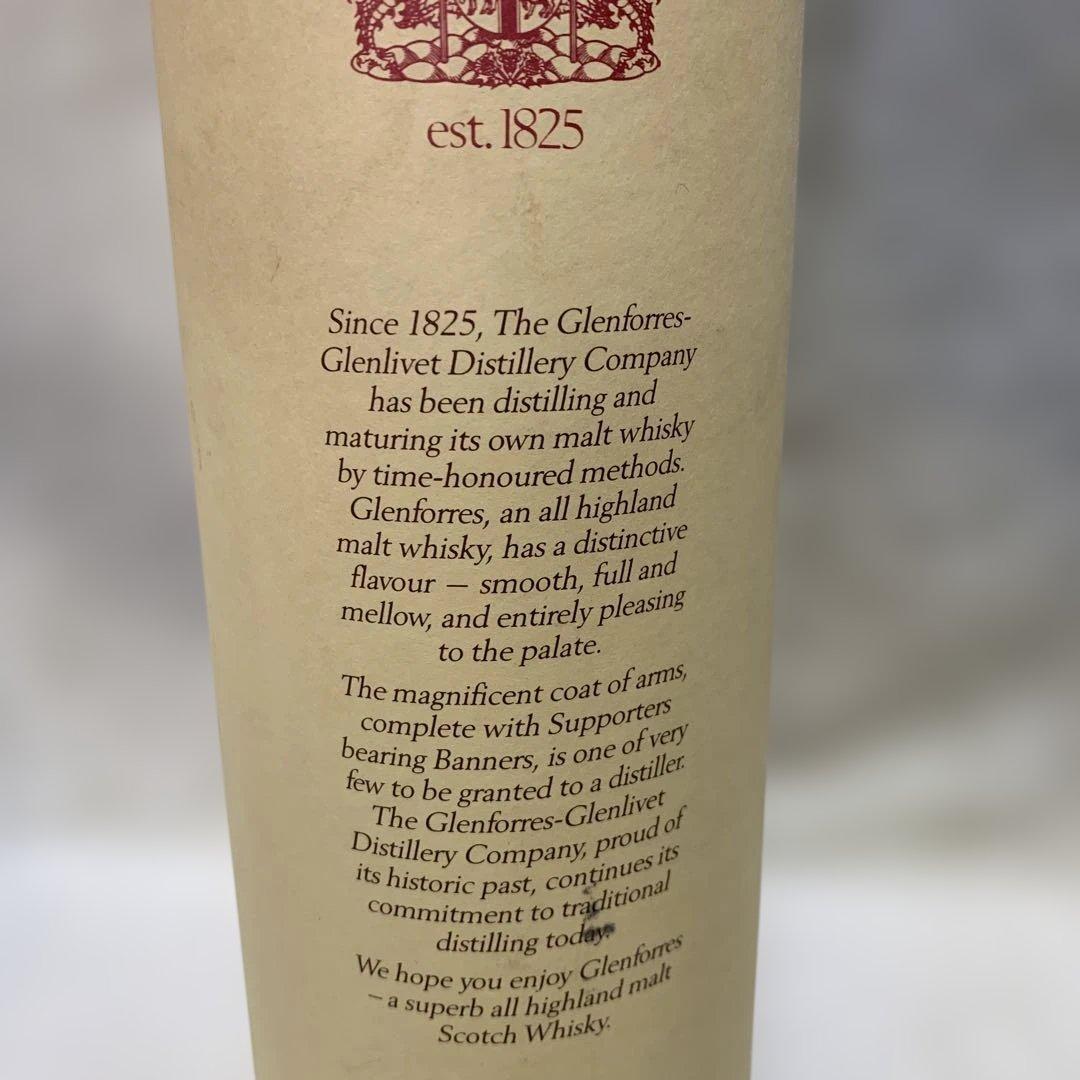 est. 1825
Since 1825, The Glenforres-
Glenlivet Distillery Company
has been distilling and
maturing its own malt whisky
by time-honoured methods.
Glenforres, an all highland
malt whisky, has a distinctive
flavour — smooth, full and
mellow, and entirely pleasing
to the palate.
The magnificent coat of arms,
complete with Supporters
bearing Banners, is one of very
few to be granted to a distiller.
The Glenforres-Glenlivet
Distillery Company, proud of
its historic past, continues its
commitment to traditional
distilling today.
We hope you enjoy Glenforres
– a superb all highland malt
Scotch Whisky.